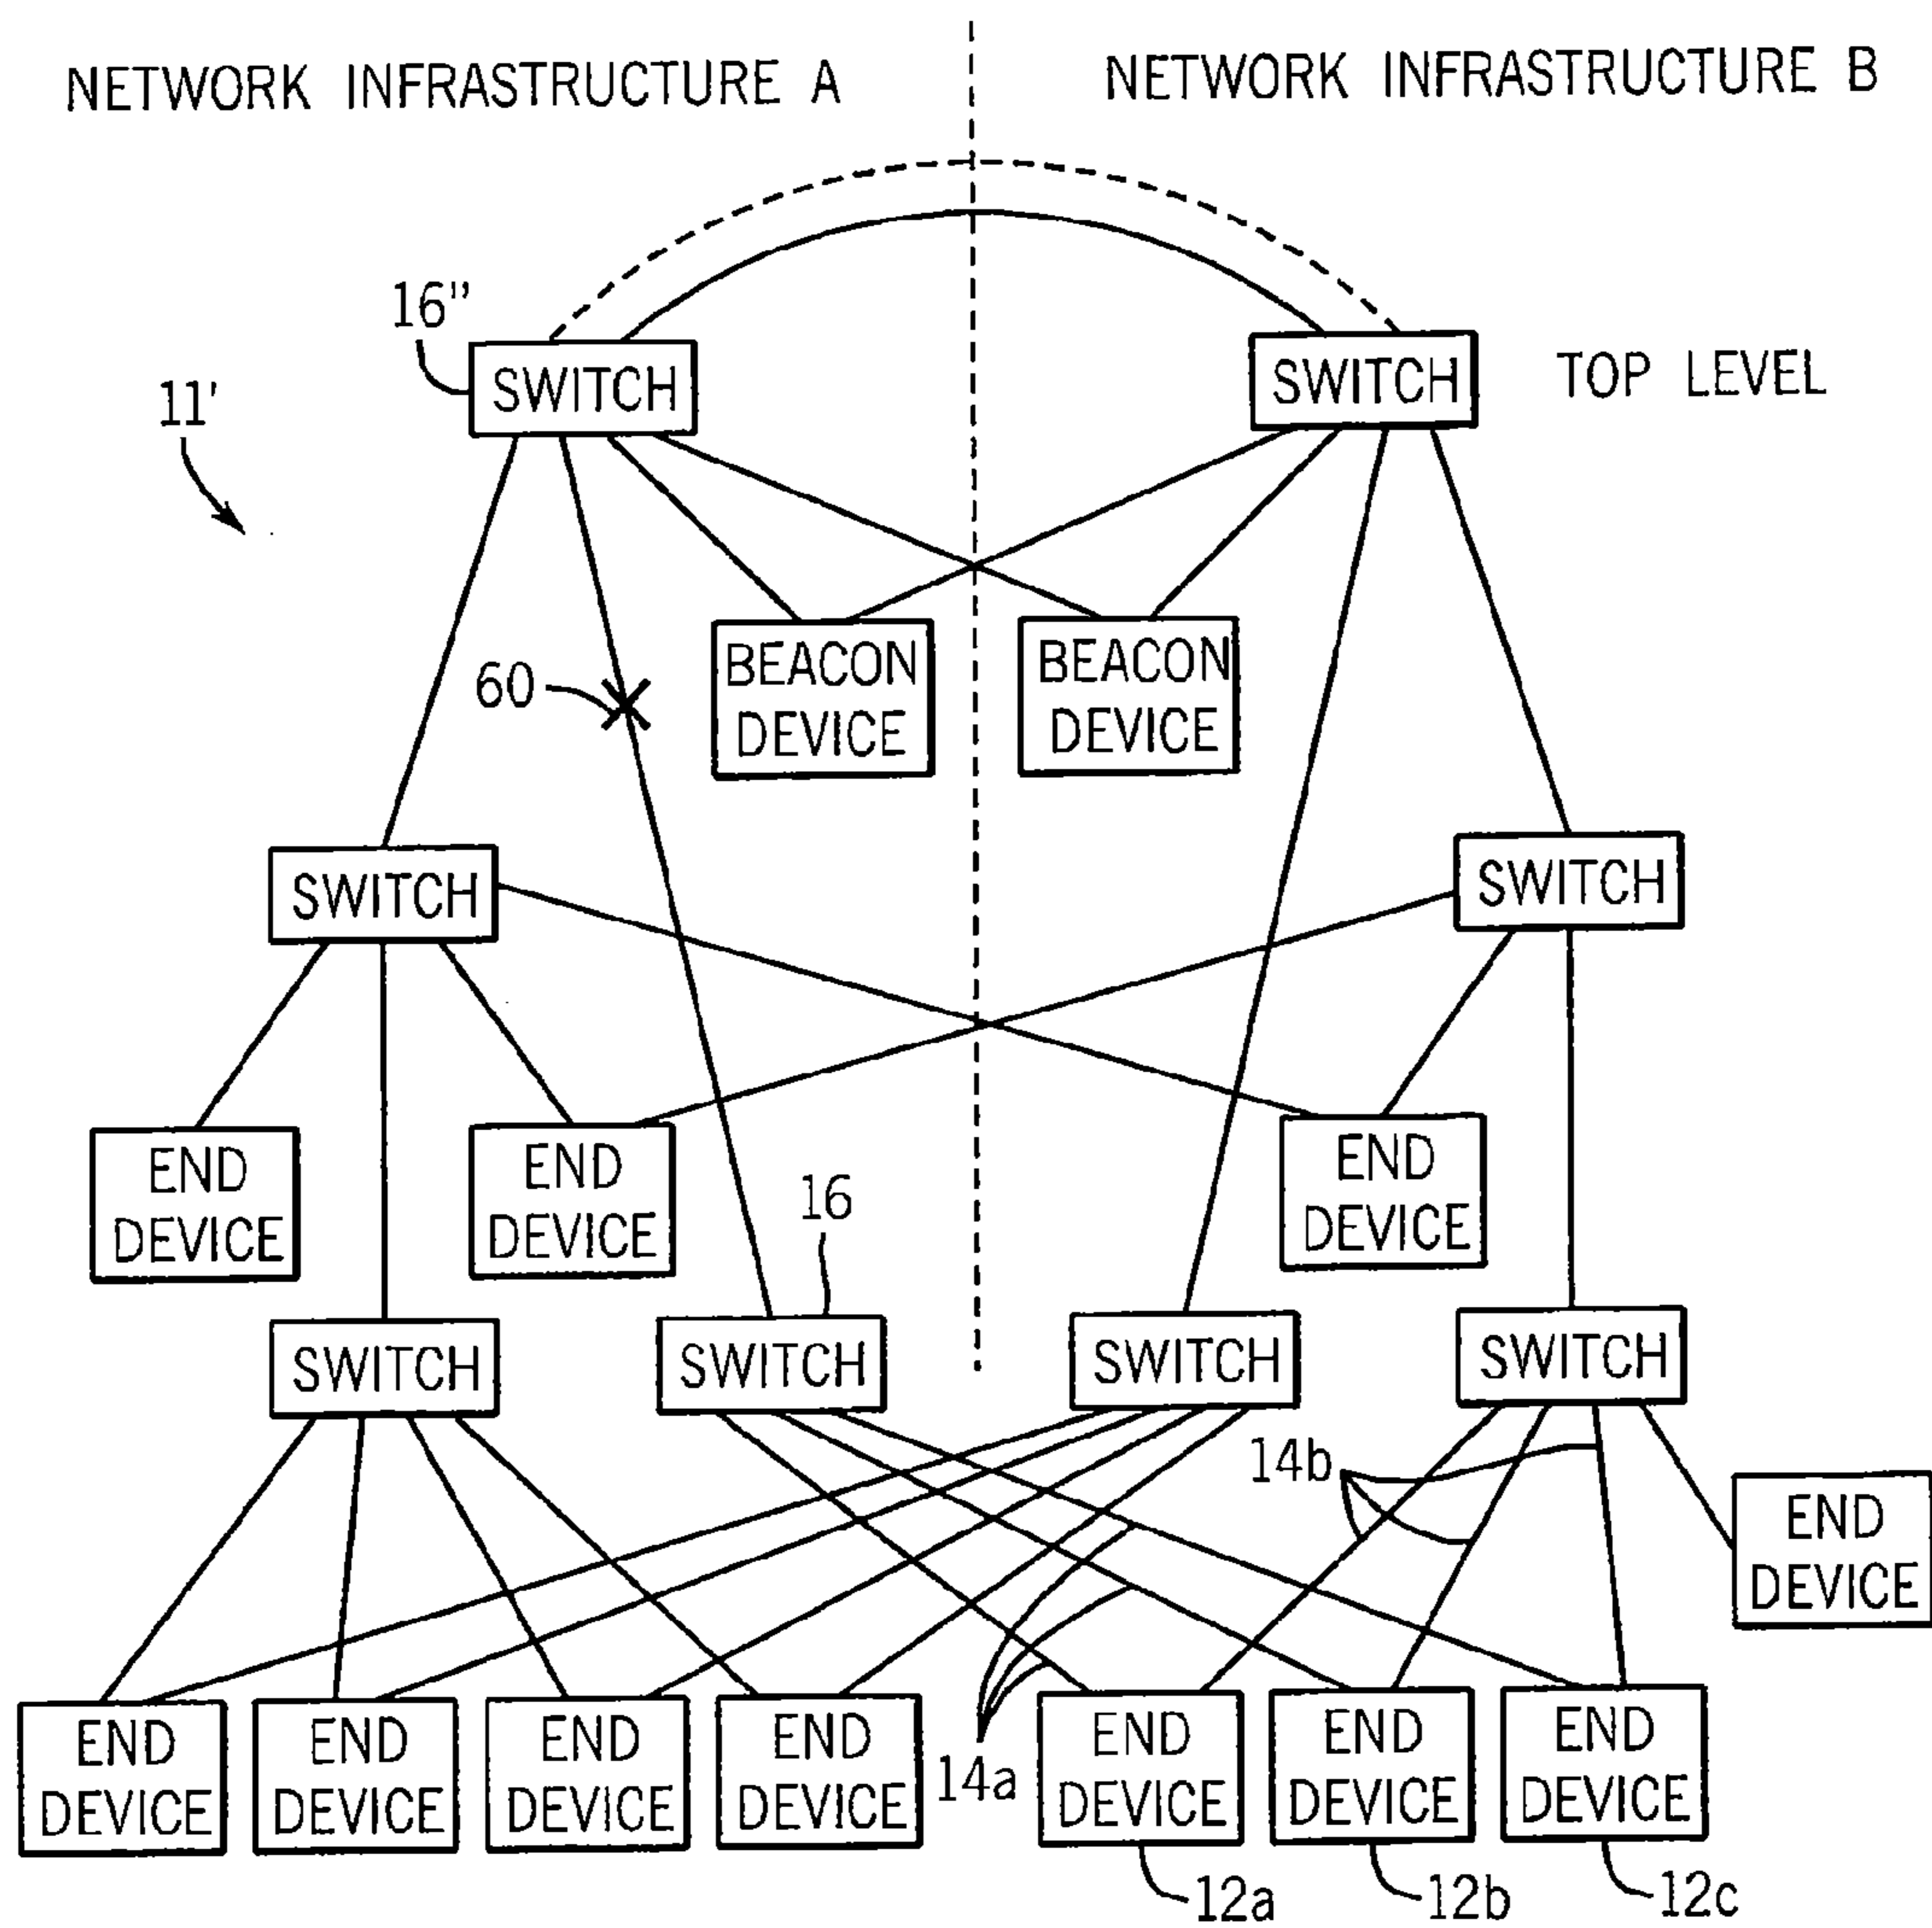 NETWORK INFRASTRUCTURE A
NETWORK INFRASTRUCTURE B
16"
SWITCH
SWITCH
TOP LEVEL
11'
BEACON
DEVICE
BEACON
DEVICE
60
SWITCH
SWITCH
END
DEVICE
END
DEVICE
16
END
DEVICE
SWITCH
SWITCH
SWITCH
SWITCH
14b
END
DEVICE
END
DEVICE
END
DEVICE
END
DEVICE
END
DEVICE
14a
END
DEVICE
END
DEVICE
END
DEVICE
12a
12b
12c